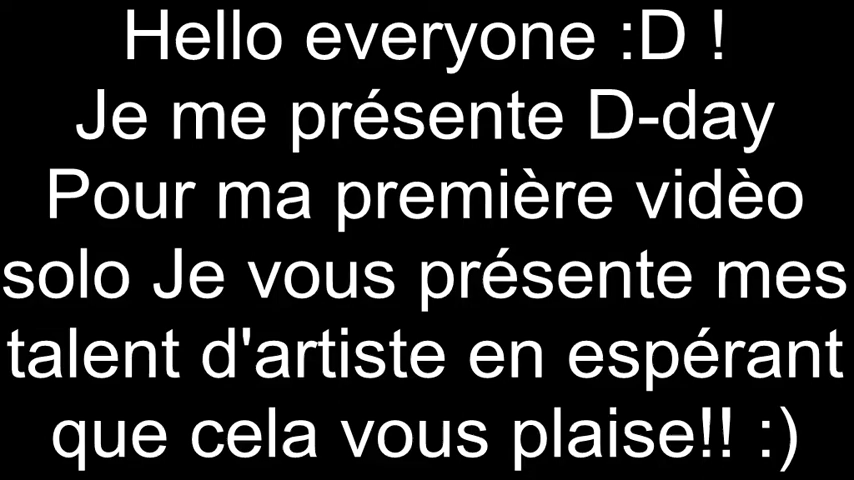 Hello everyone :D !
Je me présente D-day
Pour ma première vidèo
solo Je vous présente mes
talent d'artiste en espérant
que cela vous plaise!! :)